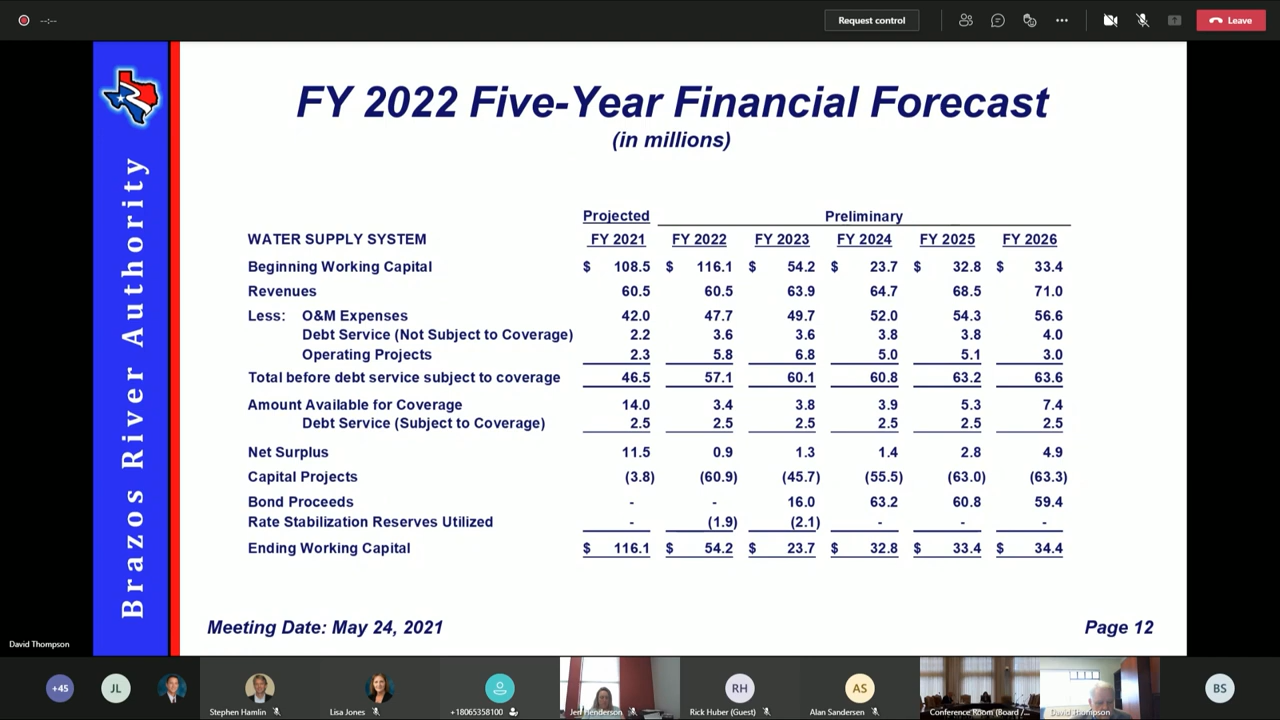 --:--
Request control
Leave
Brazos River Authority
FY 2022 Five-Year Financial Forecast
(in millions)
Projected Preliminary
WATER SUPPLY SYSTEM FY 2021 FY 2022 FY 2023 FY 2024 FY 2025 FY 2026
Beginning Working Capital $ 108.5 $ 116.1 $ 54.2 $ 23.7 $ 32.8 $ 33.4
Revenues 60.5 60.5 63.9 64.7 68.5 71.0
Less: O&M Expenses 42.0 47.7 49.7 52.0 54.3 56.6
Debt Service (Not Subject to Coverage) 2.2 3.6 3.6 3.8 3.8 4.0
Operating Projects 2.3 5.8 6.8 5.0 5.1 3.0
Total before debt service subject to coverage 46.5 57.1 60.1 60.8 63.2 63.6
Amount Available for Coverage 14.0 3.4 3.8 3.9 5.3 7.4
Debt Service (Subject to Coverage) 2.5 2.5 2.5 2.5 2.5 2.5
Net Surplus 11.5 0.9 1.3 1.4 2.8 4.9
Capital Projects (3.8) (60.9) (45.7) (55.5) (63.0) (63.3)
Bond Proceeds - - 16.0 63.2 60.8 59.4
Rate Stabilization Reserves Utilized - (1.9) (2.1) - - -
Ending Working Capital $ 116.1 $ 54.2 $ 23.7 $ 32.8 $ 33.4 $ 34.4
Meeting Date: May 24, 2021 Page 12
David Thompson
+45 JL RH AS BS
Stephen Hamlin Lisa Jones +18065358100 Jen Henderson Rick Huber (Guest) Alan Sandersen Conference Room (Board /... David Thompson